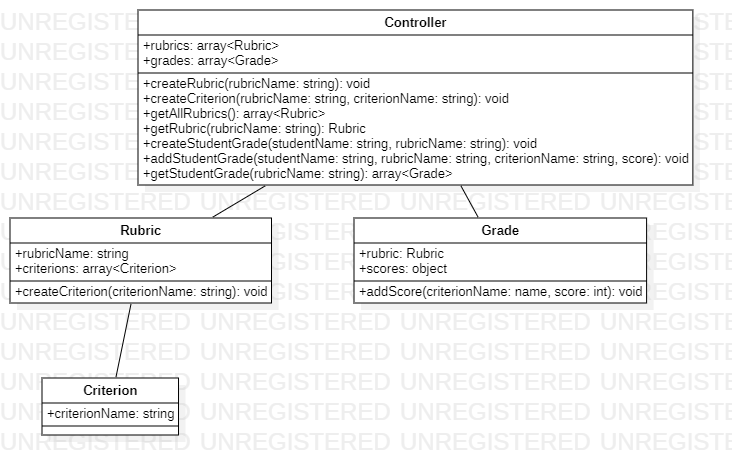 Controller
+rubrics: array<Rubric>
+grades: array<Grade>
+createRubric(rubricName: string): void
+createCriterion(rubricName: string, criterionName: string): void
+getAllRubrics(): array<Rubric>
+getRubric(rubricName: string): Rubric
+createStudentGrade(studentName: string, rubricName: string): void
+addStudentGrade(studentName: string, rubricName: string, criterionName: string, score): void
+getStudentGrade(rubricName: string): array<Grade>
Rubric
+rubricName: string
+criterions: array<Criterion>
+createCriterion(criterionName: string): void
Grade
+rubric: Rubric
+scores: object
+addScore(criterionName: name, score: int): void
Criterion
+criterionName: string
UNREGISTERED UNREGISTERED UNREGISTERED UNREGISTERED